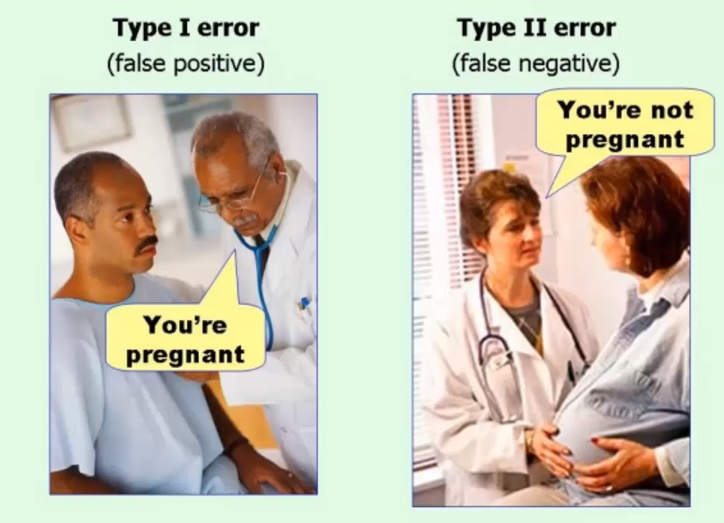 Type I error
(false positive)
You're
pregnant
Type II error
(false negative)
You're not
pregnant